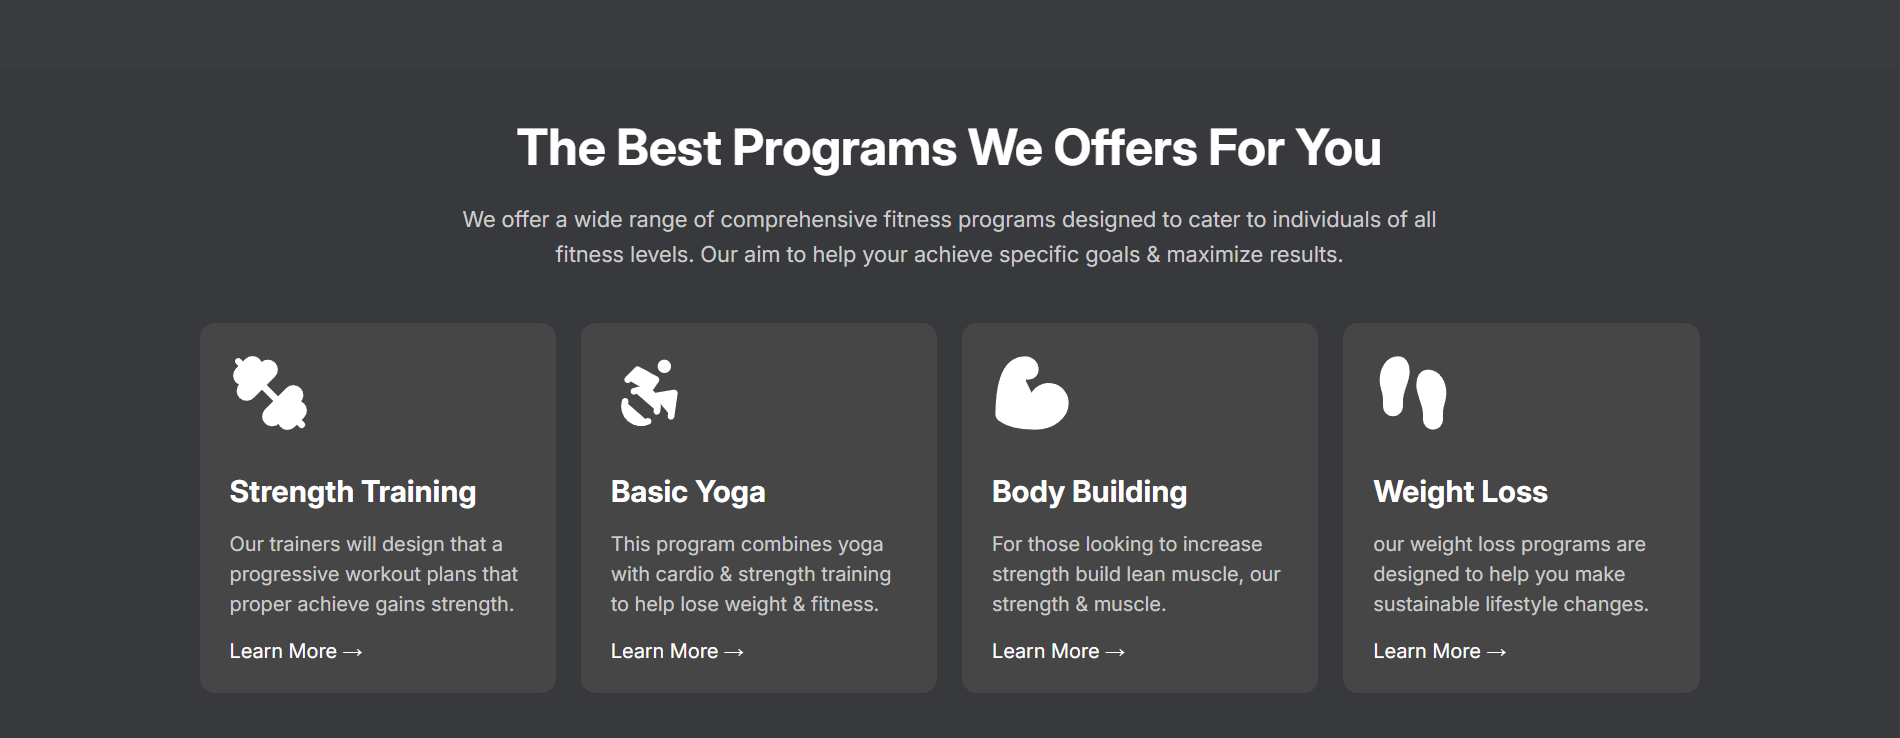 The Best Programs We Offers For You
We offer a wide range of comprehensive fitness programs designed to cater to individuals of all
fitness levels. Our aim to help your achieve specific goals & maximize results.
Strength Training
Our trainers will design that a
progressive workout plans that
proper achieve gains strength.
Learn More →
Basic Yoga
This program combines yoga
with cardio & strength training
to help lose weight & fitness.
Learn More →
Body Building
For those looking to increase
strength build lean muscle, our
strength & muscle.
Learn More →
Weight Loss
our weight loss programs are
designed to help you make
sustainable lifestyle changes.
Learn More →